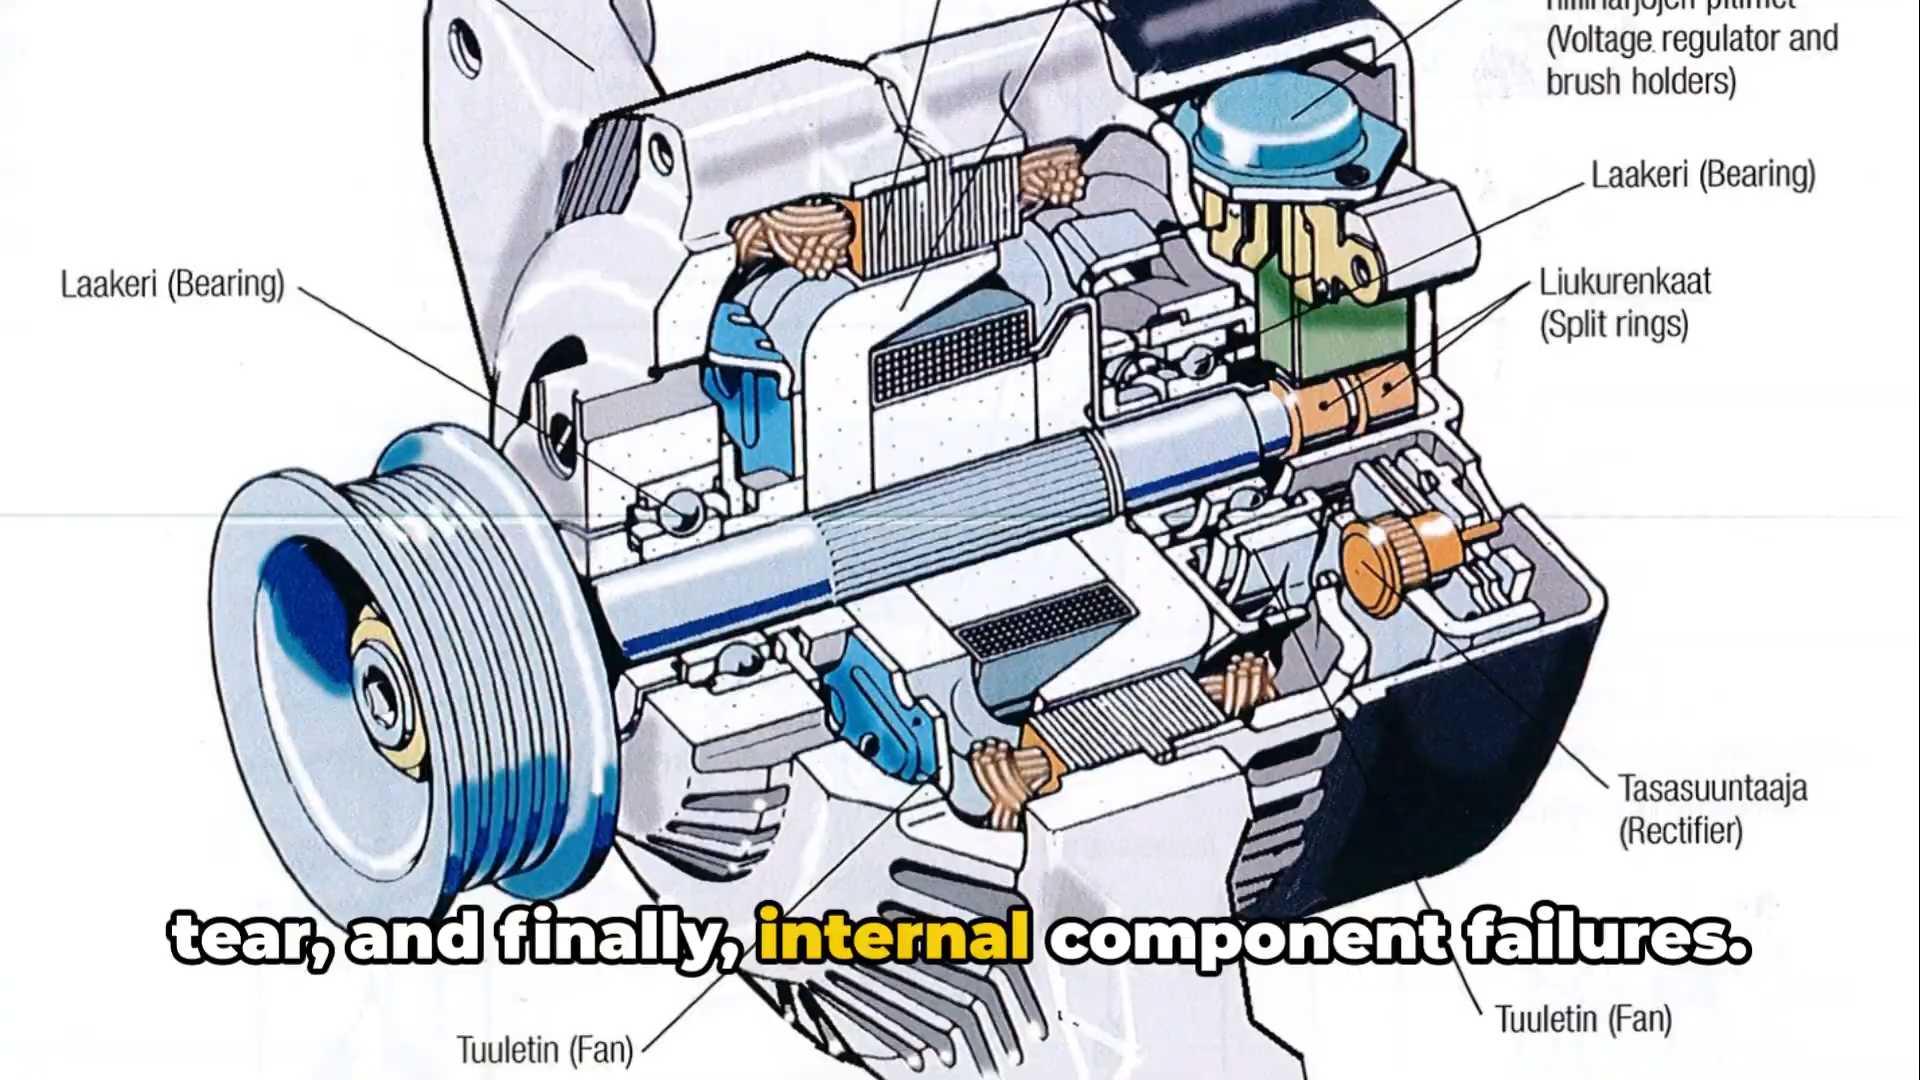 (Voltage regulator and
brush holders)
Laakeri (Bearing)
Laakeri (Bearing)
Liukurenkaat
(Split rings)
Tasasuuntaaja
(Rectifier)
tear, and finally, internal component failures.
Tuuletin (Fan)
Tuuletin (Fan)